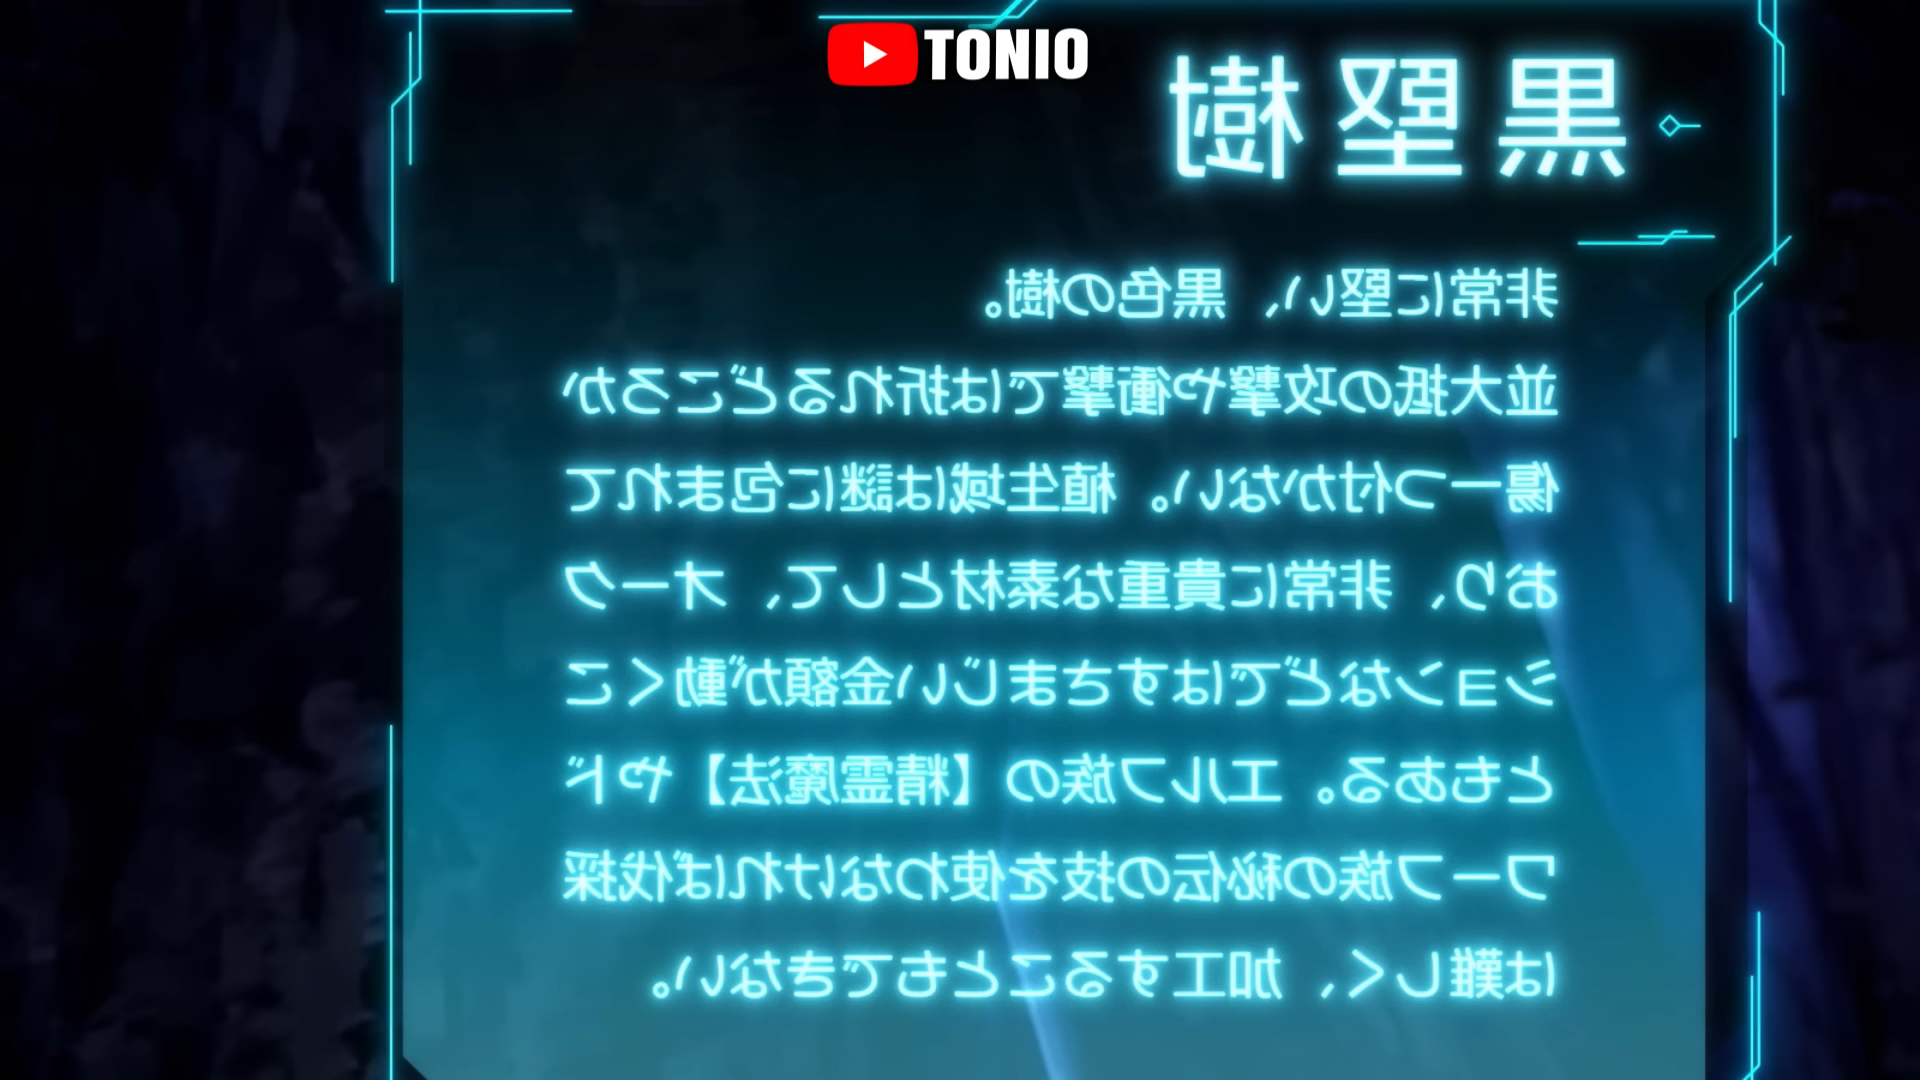 TONIO
黒堅樹
非常に堅い、黒色の樹。
並大抵の攻撃や衝撃では折れるどころか
傷一つ付かない。植生域は謎に包まれて
おり、非常に貴重な素材として、オーク
ションなどではすさまじい金額が動くこ
ともある。エルフ族の【精霊魔法】やド
ワーフ族の秘伝の技を使わなければ伐採
は難しく、加工することもできない。